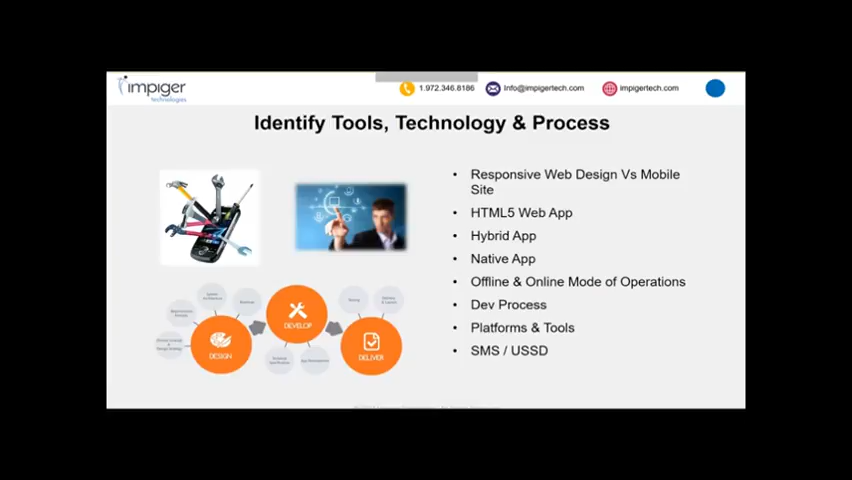 impiger
technologies
1.972.346.8186
Info@impigertech.com
impigertech.com
Identify Tools, Technology & Process
• Responsive Web Design Vs Mobile
Site
• HTML5 Web App
• Hybrid App
• Native App
• Offline & Online Mode of Operations
• Dev Process
• Platforms & Tools
• SMS / USSD
DESIGN
DEVELOP
DELIVER